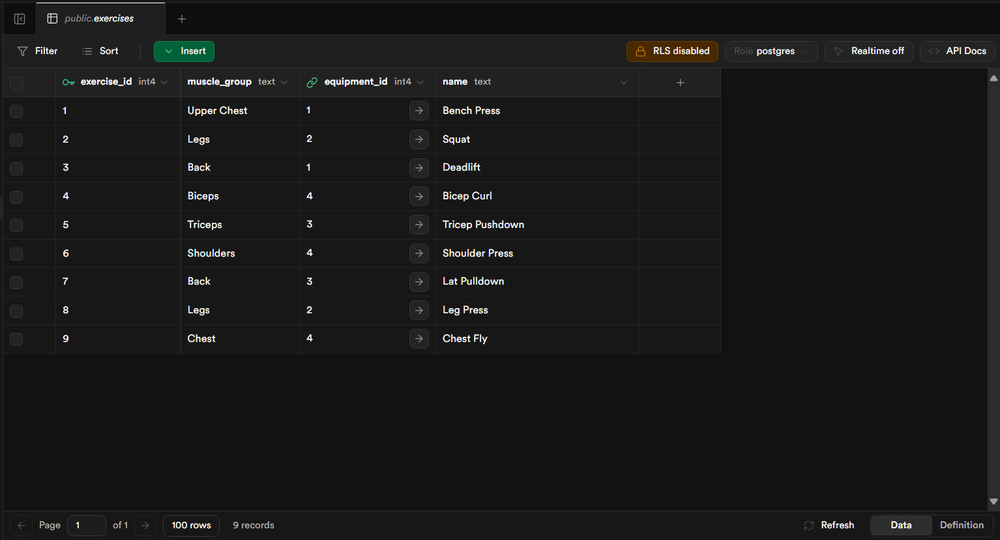 public.exercises
Filter Sort Insert RLS disabled Role postgres Realtime off API Docs
exercise_id int4 muscle_group text equipment_id int4 name text
1 Upper Chest 1 Bench Press
2 Legs 2 Squat
3 Back 1 Deadlift
4 Biceps 4 Bicep Curl
5 Triceps 3 Tricep Pushdown
6 Shoulders 4 Shoulder Press
7 Back 3 Lat Pulldown
8 Legs 2 Leg Press
9 Chest 4 Chest Fly
Page 1 of 1 100 rows 9 records Refresh Data Definition